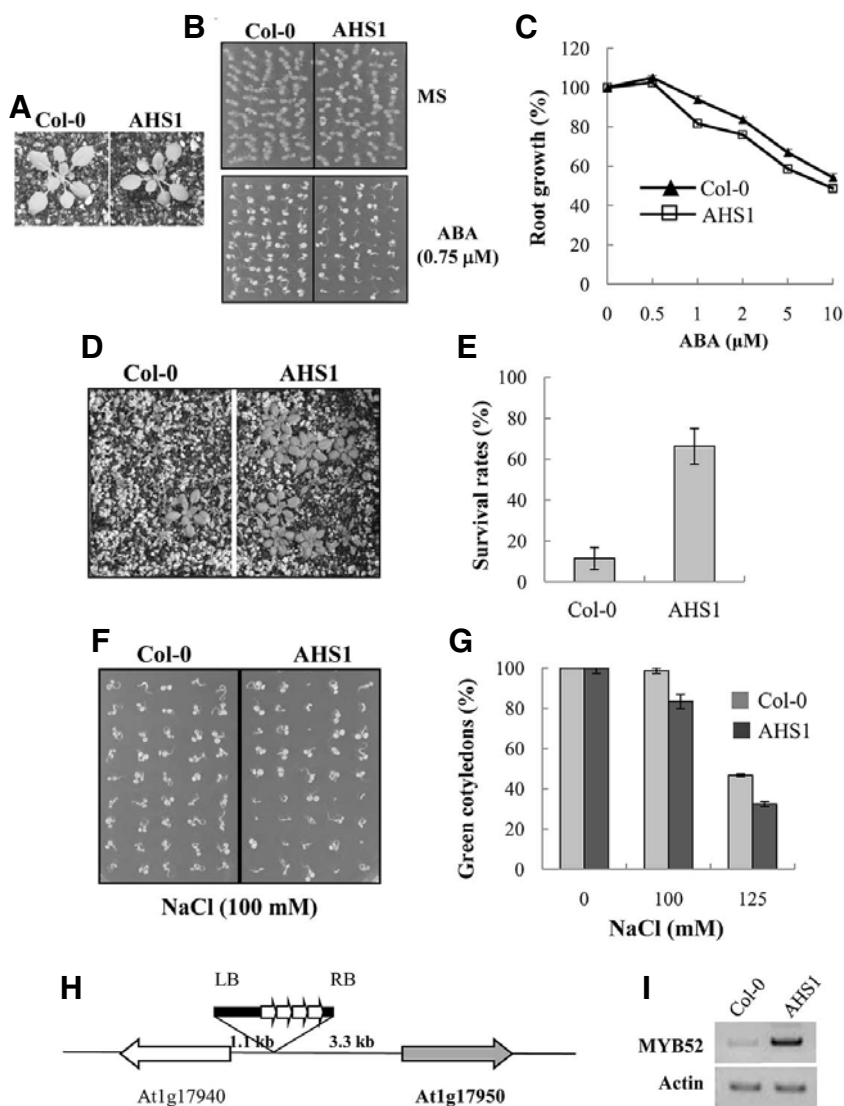 A
Col-0 AHS1
B
Col-0 AHS1
MS
ABA
(0.75 µM)
C
Root growth (%)
120
100
80
60
40
20
0
Col-0
AHS1
0 0.5 1 2 5 10
ABA (µM)
D
Col-0 AHS1
E
Survival rates (%)
100
80
60
40
20
0
Col-0 AHS1
F
Col-0 AHS1
NaCl (100 mM)
G
Green cotyledons (%)
100
80
60
40
20
0
Col-0
AHS1
0 100 125
NaCl (mM)
H
LB RB
1.1 kb 3.3 kb
At1g17940 At1g17950
I
Col-0 AHS1
MYB52
Actin